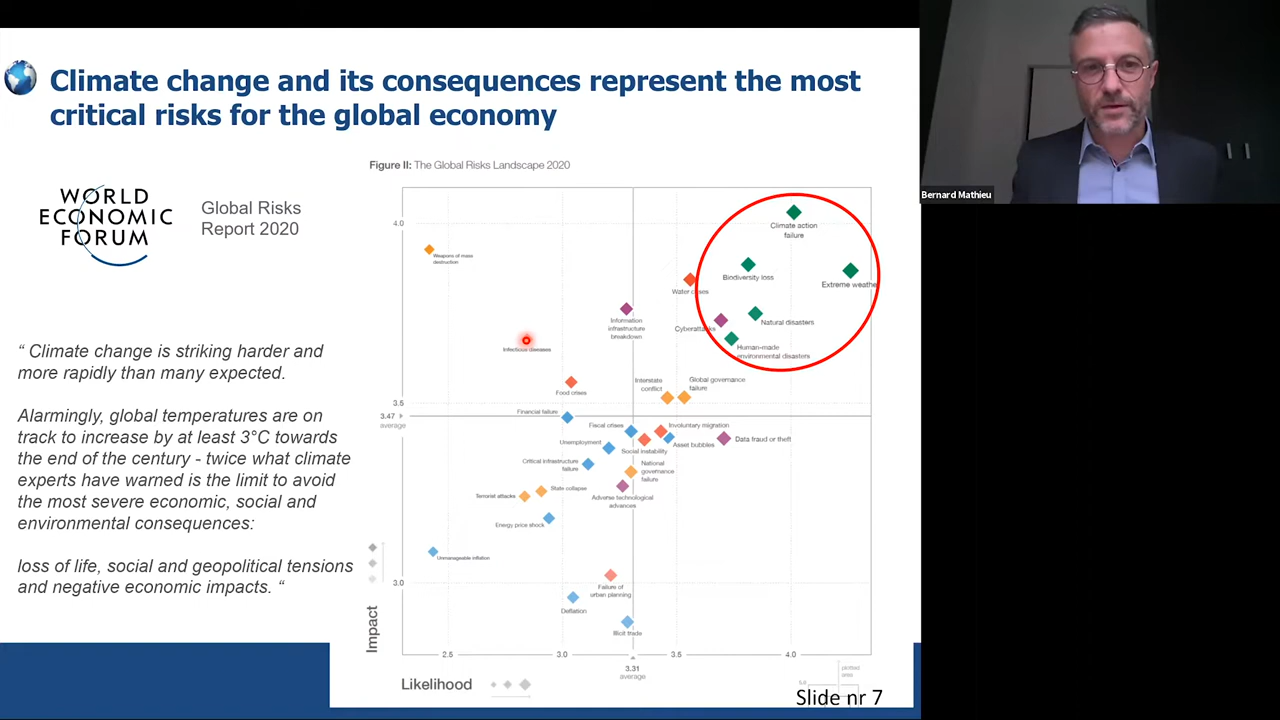 Climate change and its consequences represent the most
critical risks for the global economy
Bernard Mathieu
WORLD
ECONOMIC
FORUM
Global Risks
Report 2020
“ Climate change is striking harder and
more rapidly than many expected.
Alarmingly, global temperatures are on
track to increase by at least 3°C towards
the end of the century - twice what climate
experts have warned is the limit to avoid
the most severe economic, social and
environmental consequences:
loss of life, social and geopolitical tensions
and negative economic impacts. “
Figure II: The Global Risks Landscape 2020
4.0
Climate action
failure
Weapons of mass
destruction
Biodiversity loss
Extreme weathe
Water crises
Information
infrastructure
breakdown
Cyberattacks
Natural disasters
Human-made
environmental disasters
Infectious diseases
Interstate
conflict
Global governance
failure
Food crises
3.5
3.47
average
Financial failure
Fiscal crises
Involuntary migration
Unemployment
Asset bubbles
Data fraud or theft
Social instability
Critical infrastructure
failure
National
governance
failure
State collapse
Terrorist attacks
Adverse technological
advances
Energy price shock
Unmanageable inflation
3.0
Failure of
urban planning
Deflation
Illicit trade
Impact
2.5
3.0
3.5
4.0
3.31
average
Likelihood
plotted
area
Slide nr 7